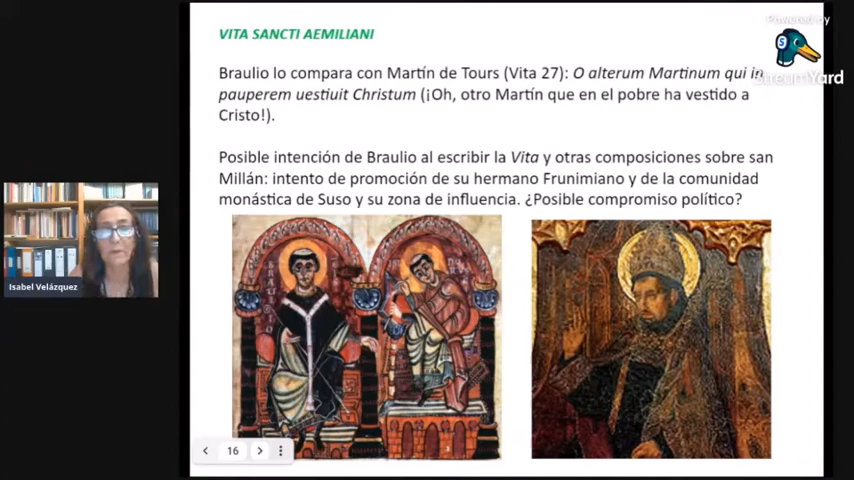 VITA SANCTI AEMILIANI
Powered by
StreamYard
Braulio lo compara con Martín de Tours (Vita 27): O alterum Martinum qui in
pauperem uestiuit Christum (¡Oh, otro Martín que en el pobre ha vestido a
Cristo!).
Posible intención de Braulio al escribir la Vita y otras composiciones sobre san
Millán: intento de promoción de su hermano Frunimiano y de la comunidad
monástica de Suso y su zona de influencia. ¿Posible compromiso político?
Isabel Velázquez
16